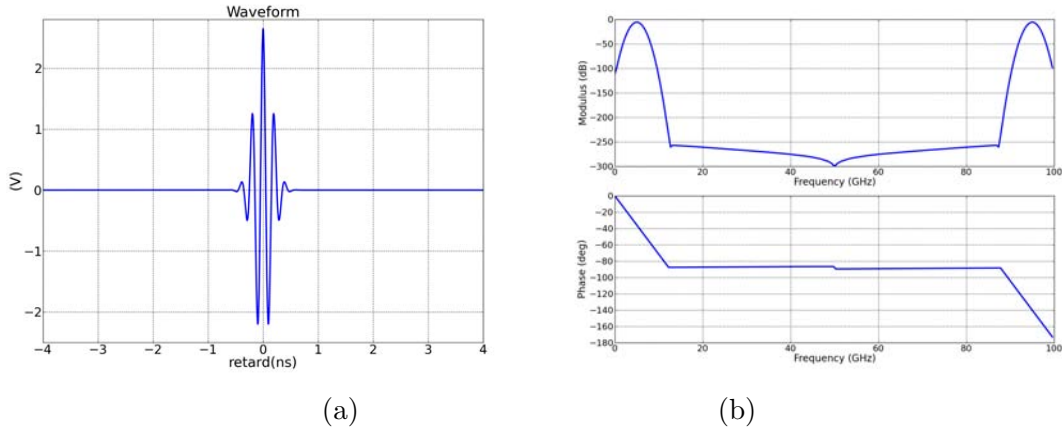 Waveform
2
1
0
−1
−2
(V)
−4 −3 −2 −1 0 1 2 3 4
retard(ns)
(a)
0
−50
−100
−150
−200
−250
−300
Modulus (dB)
0 20 40 60 80 100
Frequency (GHz)
0
−20
−40
−60
−80
−100
−120
−140
−160
−180
Phase (deg)
0 20 40 60 80 100
Frequency (GHz)
(b)